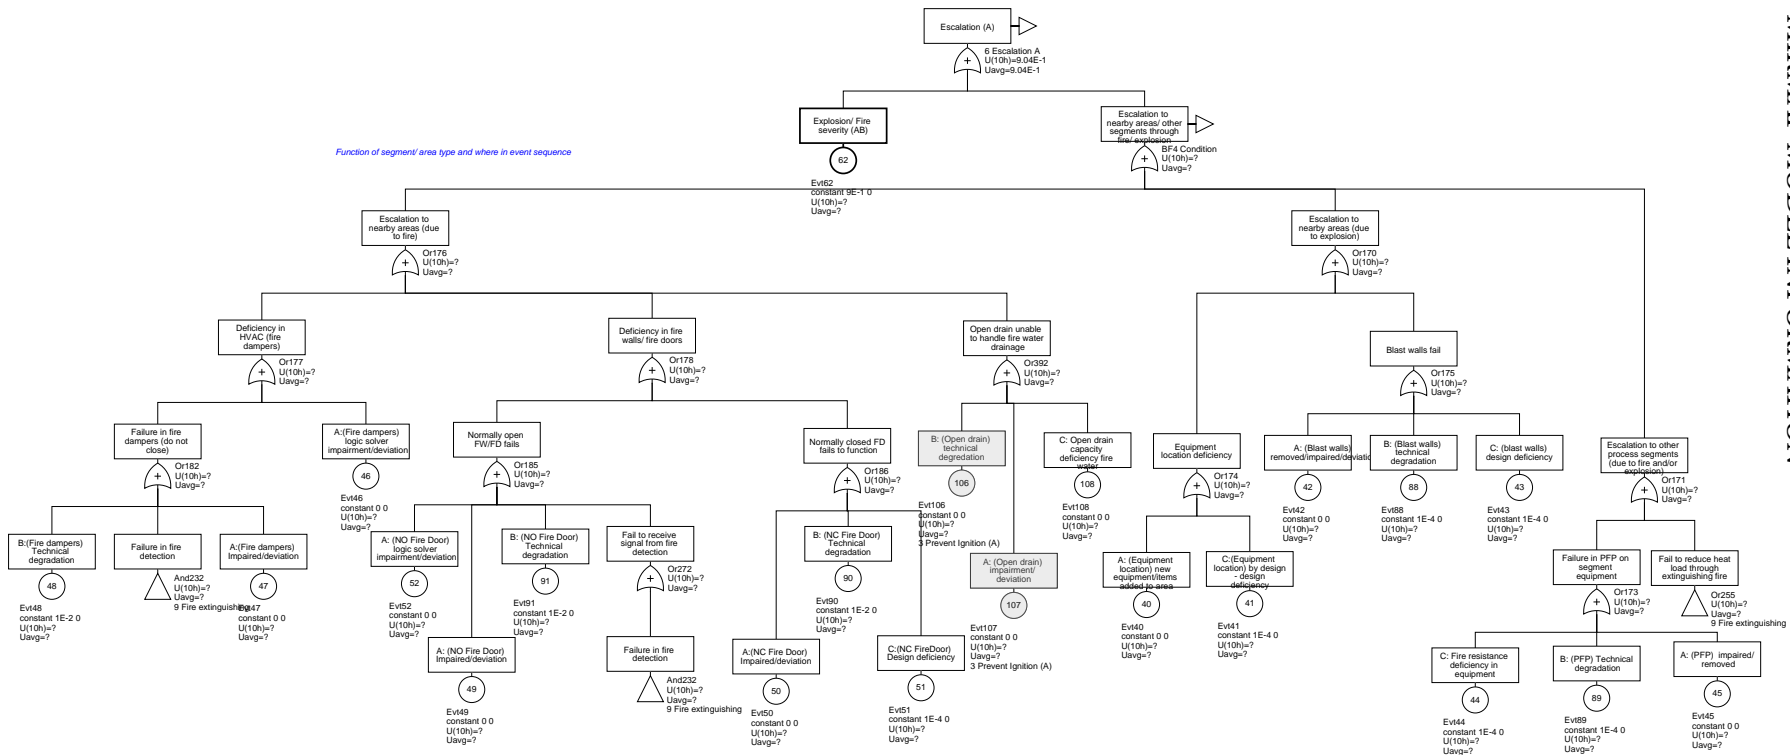 Escalation (A)
6 Escalation A
U(10h)=9.04E-1
Uavg=9.04E-1
Explosion/ Fire
severity (AB)
62
Evt62
constant 9E-1 0
U(10h)=?
Uavg=?
Escalation to
nearby areas/ other
segments through
fire/ explosion
BF4 Condition
U(10h)=?
Uavg=?
Function of segment/ area type and where in event sequence
Escalation to
nearby areas (due
to fire)
Or176
U(10h)=?
Uavg=?
Escalation to
nearby areas (due
to explosion)
Or170
U(10h)=?
Uavg=?
Deficiency in
HVAC (fire
dampers)
Or177
U(10h)=?
Uavg=?
Deficiency in fire
walls/ fire doors
Or178
U(10h)=?
Uavg=?
Open drain unable
to handle fire water
drainage
Or392
U(10h)=?
Uavg=?
Blast walls fail
Or175
U(10h)=?
Uavg=?
Failure in fire
dampers (do not
close)
Or182
U(10h)=?
Uavg=?
A:(Fire dampers)
logic solver
impairment/deviation
46
Evt46
constant 0 0
U(10h)=?
Uavg=?
Normally open
FW/FD fails
Or185
U(10h)=?
Uavg=?
Normally closed FD
fails to function
Or186
U(10h)=?
Uavg=?
B: (Open drain)
technical
degredation
106
Evt106
constant 0 0
U(10h)=?
Uavg=?
3 Prevent Ignition (A)
C: Open drain
capacity
deficiency fire
water
108
Evt108
constant 0 0
U(10h)=?
Uavg=?
Equipment
location deficiency
Or174
U(10h)=?
Uavg=?
A: (Blast walls)
removed/impaired/deviatio
42
Evt42
constant 0 0
U(10h)=?
Uavg=?
B: (Blast walls)
technical
degradation
88
Evt88
constant 1E-4 0
U(10h)=?
Uavg=?
C: (blast walls)
design deficiency
43
Evt43
constant 1E-4 0
U(10h)=?
Uavg=?
Escalation to other
process segments
(due to fire and/or
explosion)
Or171
U(10h)=?
Uavg=?
B:(Fire dampers)
Technical
degradation
48
Evt48
constant 1E-2 0
U(10h)=?
Uavg=?
Failure in fire
detection
And232
U(10h)=?
Uavg=?
9 Fire extinguishing
A:(Fire dampers)
Impaired/deviation
47
Evt47
constant 0 0
U(10h)=?
Uavg=?
A: (NO Fire Door)
logic solver
impairment/deviation
52
Evt52
constant 0 0
U(10h)=?
Uavg=?
B: (NO Fire Door)
Technical
degradation
91
Evt91
constant 1E-2 0
U(10h)=?
Uavg=?
Fail to receive
signal from fire
detection
Or272
U(10h)=?
Uavg=?
B: (NC Fire Door)
Technical
degradation
90
Evt90
constant 1E-2 0
U(10h)=?
Uavg=?
A: (Open drain)
impairment/
deviation
107
Evt107
constant 0 0
U(10h)=?
Uavg=?
3 Prevent Ignition (A)
A: (Equipment
location) new
equipment/items
added to area
40
Evt40
constant 0 0
U(10h)=?
Uavg=?
C:(Equipment
location) by design
- design
deficiency
41
Evt41
constant 1E-4 0
U(10h)=?
Uavg=?
Failure in PFP on
segment
equipment
Or173
U(10h)=?
Uavg=?
Fail to reduce heat
load through
extinguishing fire
Or255
U(10h)=?
Uavg=?
9 Fire extinguishing
A: (NO Fire Door)
Impaired/deviation
49
Evt49
constant 0 0
U(10h)=?
Uavg=?
Failure in fire
detection
And232
U(10h)=?
Uavg=?
9 Fire extinguishing
A:(NC Fire Door)
Impaired/deviation
50
Evt50
constant 0 0
U(10h)=?
Uavg=?
C:(NC FireDoor)
Design deficiency
51
Evt51
constant 1E-4 0
U(10h)=?
Uavg=?
C: Fire resistance
deficiency in
equipment
44
Evt44
constant 1E-4 0
U(10h)=?
Uavg=?
B: (PFP) Technical
degradation
89
Evt89
constant 1E-4 0
U(10h)=?
Uavg=?
A: (PFP) impaired/
removed
45
Evt45
constant 0 0
U(10h)=?
Uavg=?